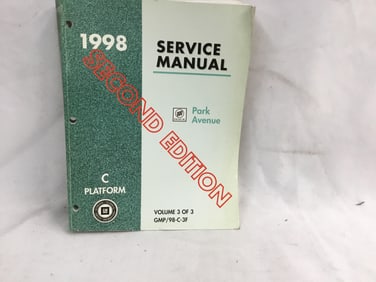 1998
SERVICE
MANUAL
SECOND EDITION
Park
Avenue
C
PLATFORM
VOLUME 3 OF 3
GMP/98-C-3F